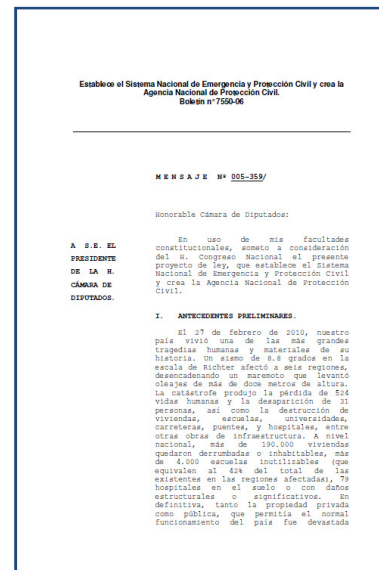 Establece el Sistema Nacional de Emergencia y Protección Civil y crea la
Agencia Nacional de Protección Civil.
Boletín n° 7550-06
M E N S A J E Nº 005-359/
Honorable Cámara de Diputados:
A S.E. EL
PRESIDENTE
DE LA H.
CÁMARA DE
DIPUTADOS.
En uso de mis facultades
constitucionales, someto a consideración
del H. Congreso Nacional el presente
proyecto de ley, que establece el Sistema
Nacional de Emergencia y Protección Civil
y crea la Agencia Nacional de Protección
Civil.
I. ANTECEDENTES PRELIMINARES.
El 27 de febrero de 2010, nuestro
país vivió una de las más grandes
tragedias humanas y materiales de su
historia. Un sismo de 8.8 grados en la
escala de Richter afectó a seis regiones,
desencadenando un maremoto que levantó
oleajes de más de doce metros de altura.
La catástrofe produjo la pérdida de 524
vidas humanas y la desaparición de 31
personas, así como la destrucción de
viviendas, escuelas, universidades,
carreteras, puentes, y hospitales, entre
otras obras de infraestructura. A nivel
nacional, más de 190.000 viviendas
quedaron derrumbadas o inhabitables, más
de 4.000 escuelas inutilizables (que
equivalen al 42% del total de las
existentes en las regiones afectadas), 79
hospitales en el suelo o con daños
estructurales o significativos. En
definitiva, tanto la propiedad privada
como pública, que permitía el normal
funcionamiento del país fue devastada